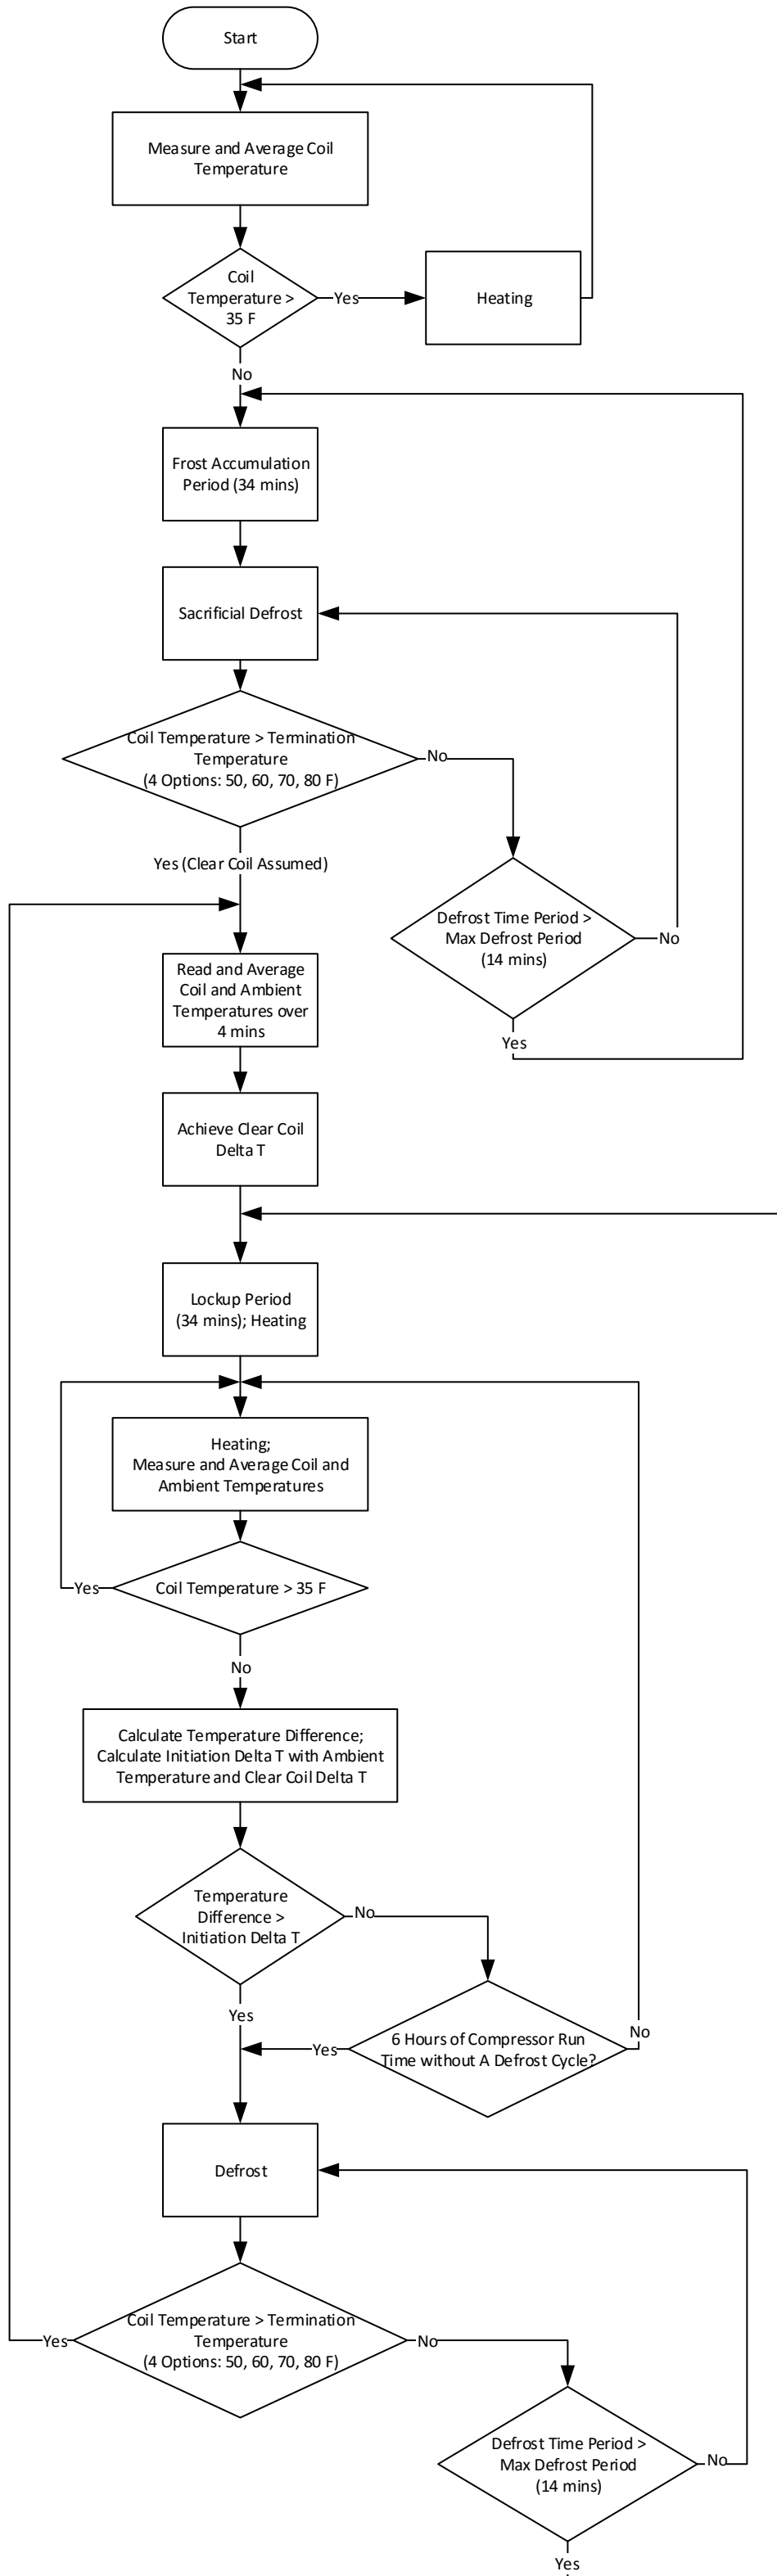 Start
Measure and Average Coil
Temperature
Coil
Temperature >
35 F
Yes
Heating
No
Frost Accumulation
Period (34 mins)
Sacrificial Defrost
Coil Temperature > Termination
Temperature
(4 Options: 50, 60, 70, 80 F)
No
Yes (Clear Coil Assumed)
Defrost Time Period >
Max Defrost Period
(14 mins)
No
Yes
Read and Average
Coil and Ambient
Temperatures over
4 mins
Achieve Clear Coil
Delta T
Lockup Period
(34 mins); Heating
Heating;
Measure and Average Coil and
Ambient Temperatures
Coil Temperature > 35 F
Yes
No
Calculate Temperature Difference;
Calculate Initiation Delta T with Ambient
Temperature and Clear Coil Delta T
Temperature
Difference >
Initiation Delta T
No
Yes
6 Hours of Compressor Run
Time without A Defrost Cycle?
Yes
No
Defrost
Coil Temperature > Termination
Temperature
(4 Options: 50, 60, 70, 80 F)
Yes
No
Defrost Time Period >
Max Defrost Period
(14 mins)
No
Yes